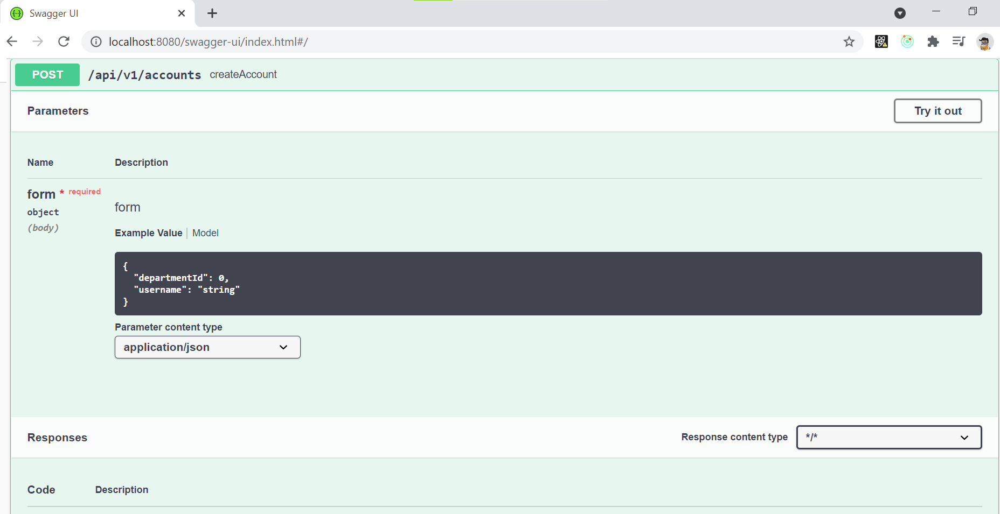 Swagger UI
localhost:8080/swagger-ui/index.html#/
POST /api/v1/accounts createAccount
Parameters
Try it out
Name Description
form * required
object
(body)
form
Example Value | Model
{
"departmentId": 0,
"username": "string"
}
Parameter content type
application/json
Responses
Response content type */*
Code Description